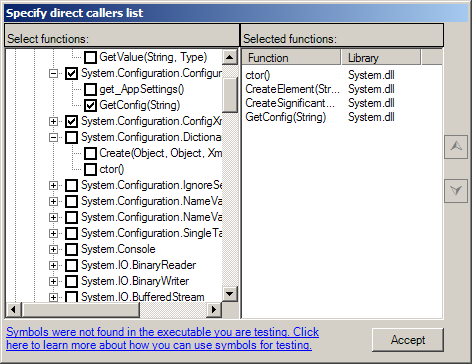 Specify direct callers list
Select functions:
GetValue(String, Type)
System.Configuration.Configur
get_AppSettings()
GetConfig(String)
System.Configuration.ConfigXm
System.Configuration.Dictionar
Create(Object, Object, Xm
ctor()
System.Configuration.IgnoreSe
System.Configuration.NameVa
System.Configuration.NameVa
System.Configuration.SingleTa
System.Console
System.IO.BinaryReader
System.IO.BinaryWriter
System.IO.BufferedStream
Selected functions:
Function Library
ctor() System.dll
CreateElement(Str... System.dll
CreateSignificant... System.dll
GetConfig(String) System.dll
Symbols were not found in the executable you are testing. Click
here to learn more about how you can use symbols for testing.
Accept